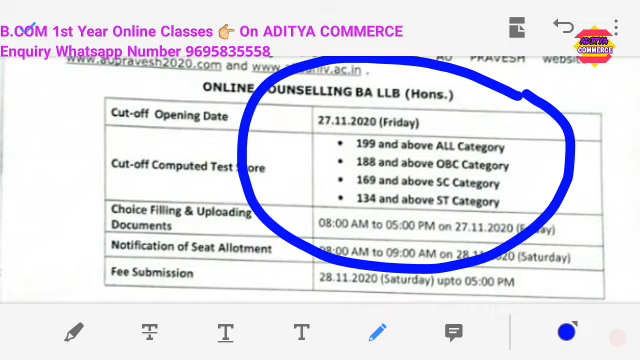 B.COM 1st Year Online Classes 👉 On ADITYA COMMERCE
Enquiry Whatsapp Number 9695835558
ADITYA COMMERCE
AU PRAVESH website
www.aupravesh2020.com and
ONLINE COUNSELLING BA LLB (Hons.)
Cut-off Opening Date 27.11.2020 (Friday)
Cut-off Computed Test Score
• 199 and above ALL Category
• 188 and above OBC Category
• 169 and above SC Category
• 134 and above ST Category
Choice Filling & Uploading Documents 08:00 AM to 05:00 PM on 27.11.2020 (Friday)
Notification of Seat Allotment 08:00 AM to 09:00 AM on 28.11.2020 (Saturday)
Fee Submission 28.11.2020 (Saturday) upto 05:00 PM